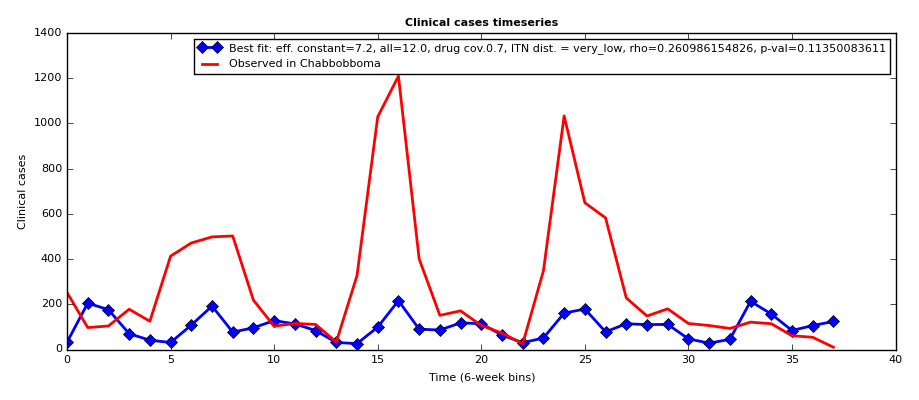 Clinical cases timeseries
Best fit: eff. constant=7.2, all=12.0, drug cov.0.7, ITN dist. = very_low, rho=0.260986154826, p-val=0.11350083611
Observed in Chabbobboma
1400
1200
1000
800
600
400
200
0
Clinical cases
0 5 10 15 20 25 30 35 40
Time (6-week bins)